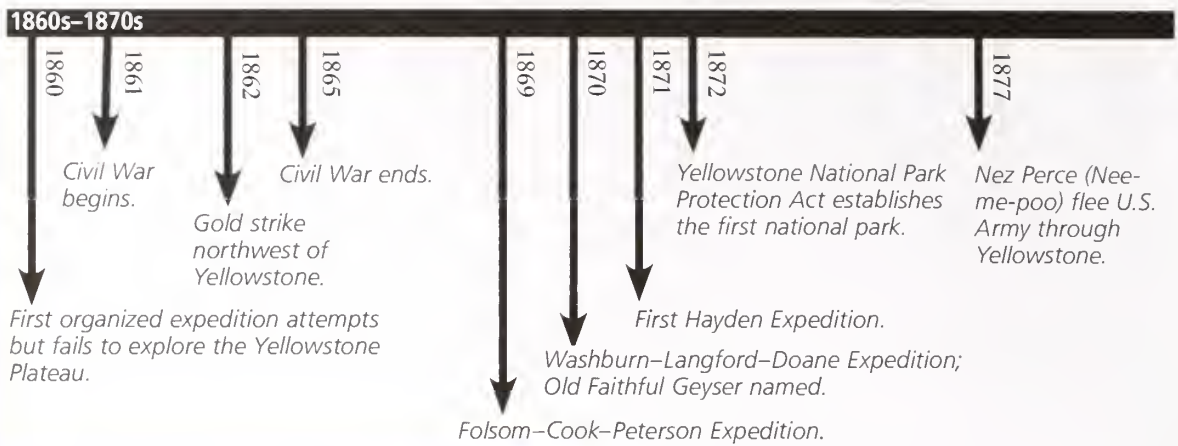 1860s–1870s
1860
1861
1862
1865
1869
1870
1871
1872
1877
Civil War
begins.
Civil War ends.
Yellowstone National Park
Protection Act establishes
the first national park.
Nez Perce (Nee-
me-poo) flee U.S.
Army through
Yellowstone.
Gold strike
northwest of
Yellowstone.
First organized expedition attempts
but fails to explore the Yellowstone
Plateau.
First Hayden Expedition.
Washburn–Langford–Doane Expedition;
Old Faithful Geyser named.
Folsom–Cook–Peterson Expedition.